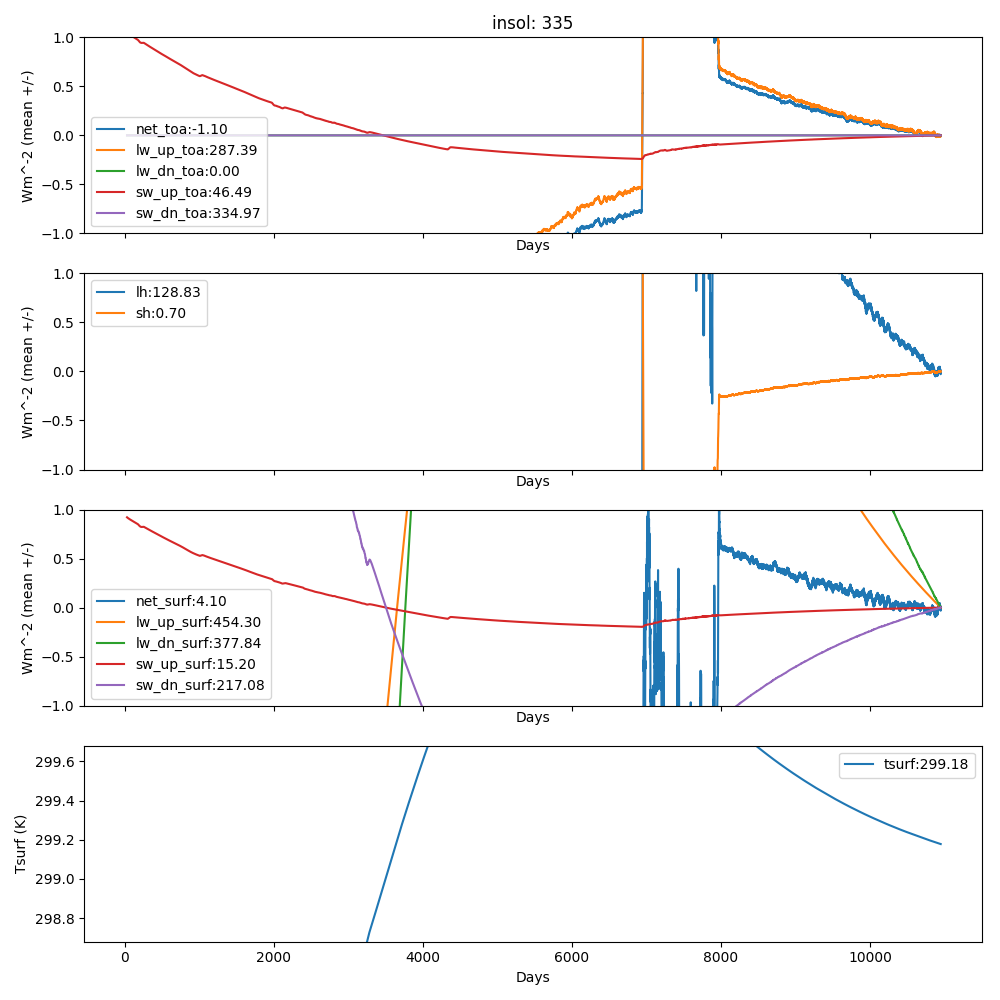 insol: 335
1.0
0.5
0.0
−0.5
−1.0
Wm^-2 (mean +/-)
net_toa:-1.10
lw_up_toa:287.39
lw_dn_toa:0.00
sw_up_toa:46.49
sw_dn_toa:334.97
Days
1.0
0.5
0.0
−0.5
−1.0
Wm^-2 (mean +/-)
lh:128.83
sh:0.70
Days
1.0
0.5
0.0
−0.5
−1.0
Wm^-2 (mean +/-)
net_surf:4.10
lw_up_surf:454.30
lw_dn_surf:377.84
sw_up_surf:15.20
sw_dn_surf:217.08
Days
299.6
299.4
299.2
299.0
298.8
Tsurf (K)
tsurf:299.18
0 2000 4000 6000 8000 10000
Days